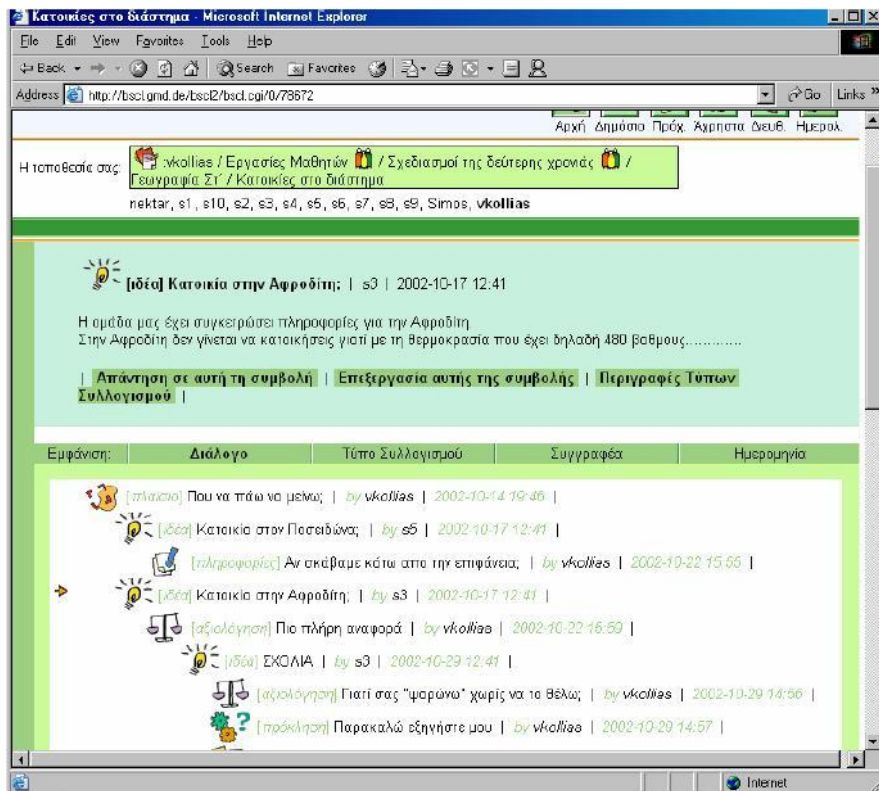 Κατοικίες στο διάστημα - Microsoft Internet Explorer
File Edit View Favorites Tools Help
Back Search Favorites
Address http://bscl.gmd.de/bscl2/bscl.cgi/0/78672 Go Links »
Αρχή Δημόσιο Πρόχ. Άχρηστα Διευθ. Ημερολ.
Η τοποθεσία σας: :vkollias / Εργασίες Μαθητών / Σχεδιασμοί της δεύτερης χρονιάς /
Γεωγραφία Στ΄ / Κατοικίες στο διάστημα
nektar, s1, s10, s2, s3, s4, s5, s6, s7, s8, s9, Simos, vkollias
[ιδέα] Κατοικία στην Αφροδίτη; | s3 | 2002-10-17 12:41
Η ομάδα μας έχει συγκεντρώσει πληροφορίες για την Αφροδίτη
Στην Αφροδίτη δεν γίνεται να κατοικήσεις γιατί με τη θερμοκρασία που έχει δηλαδή 480 βαθμους.............
| Απάντηση σε αυτή τη συμβολή | Επεξεργασία αυτής της συμβολής | Περιγραφές Τύπων
Συλλογισμού |
Εμφάνιση: Διάλογο Τύπο Συλλογισμού Συγγραφέα Ημερομηνία
[πλαίσιο] Που να πάω να μείνω; | by vkollias | 2002-10-14 19:46 |
[ιδέα] Κατοικία στον Ποσειδώνα; | by s5 | 2002-10-17 12:41 |
[πληροφορίες] Αν σκάβαμε κάτω απο την επιφάνεια; | by vkollias | 2002-10-22 15:55 |
[ιδέα] Κατοικία στην Αφροδίτη; | by s3 | 2002-10-17 12:41 |
[αξιολόγηση] Πιο πλήρη αναφορά | by vkollias | 2002-10-22 16:59 |
[ιδέα] ΣΧΟΛΙΑ | by s3 | 2002-10-29 12:41 |
[αξιολόγηση] Γιατί σας "ψαρώνω" χωρίς να το θέλω; | by vkollias | 2002-10-29 14:56 |
[πρόκληση] Παρακαλώ εξηγήστε μου | by vkollias | 2002-10-29 14:57 |
Internet